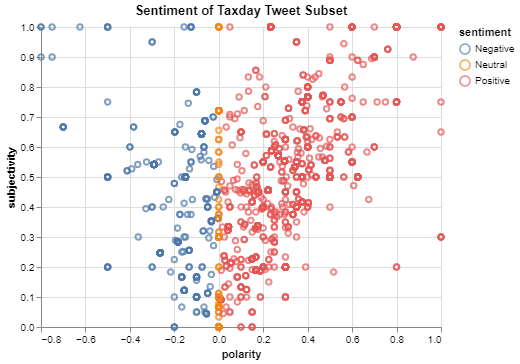 Sentiment of Taxday Tweet Subset
sentiment
Negative
Neutral
Positive
subjectivity
1.0
0.9
0.8
0.7
0.6
0.5
0.4
0.3
0.2
0.1
0.0
−0.8 −0.6 −0.4 −0.2 0.0 0.2 0.4 0.6 0.8 1.0
polarity